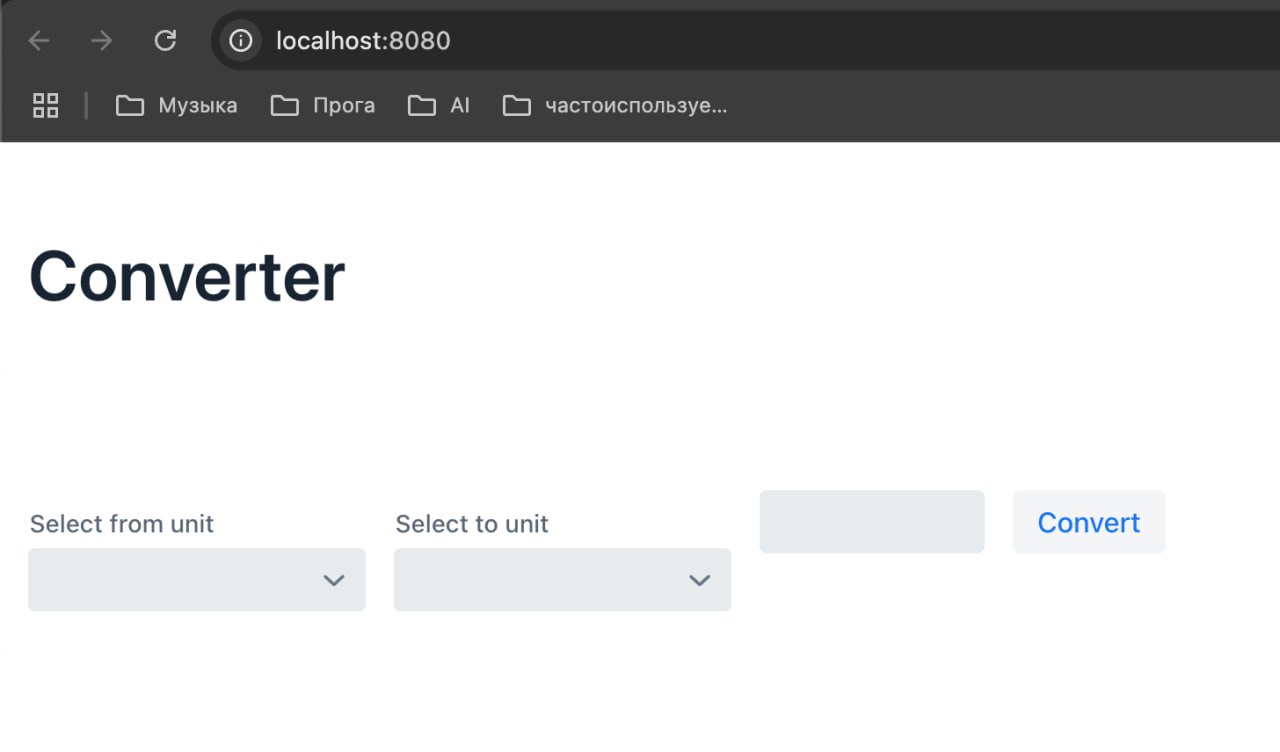 localhost:8080
Музыка Прога AI частоиспользуе...
Converter
Select from unit Select to unit Convert